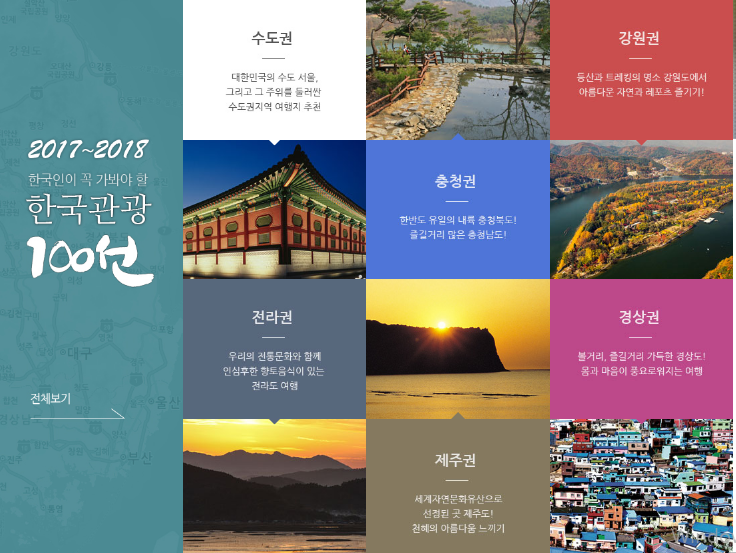 2017~2018
한국인이 꼭 가봐야 할
한국관광
100선
전체보기
수도권
대한민국의 수도 서울,
그리고 그 주위를 둘러싼
수도권지역 여행지 추천
강원권
등산과 트레킹의 명소 강원도에서
아름다운 자연과 레포츠 즐기기!
충청권
한반도 유일의 내륙 충청북도!
즐길거리 많은 충청남도!
전라권
우리의 전통문화와 함께
인심후한 향토음식이 있는
전라도 여행
경상권
볼거리, 즐길거리 가득한 경상도!
몸과 마음이 풍요로워지는 여행
제주권
세계자연문화유산으로
선정된 곳 제주도!
천혜의 아름다움 느끼기
대구
울산
부산